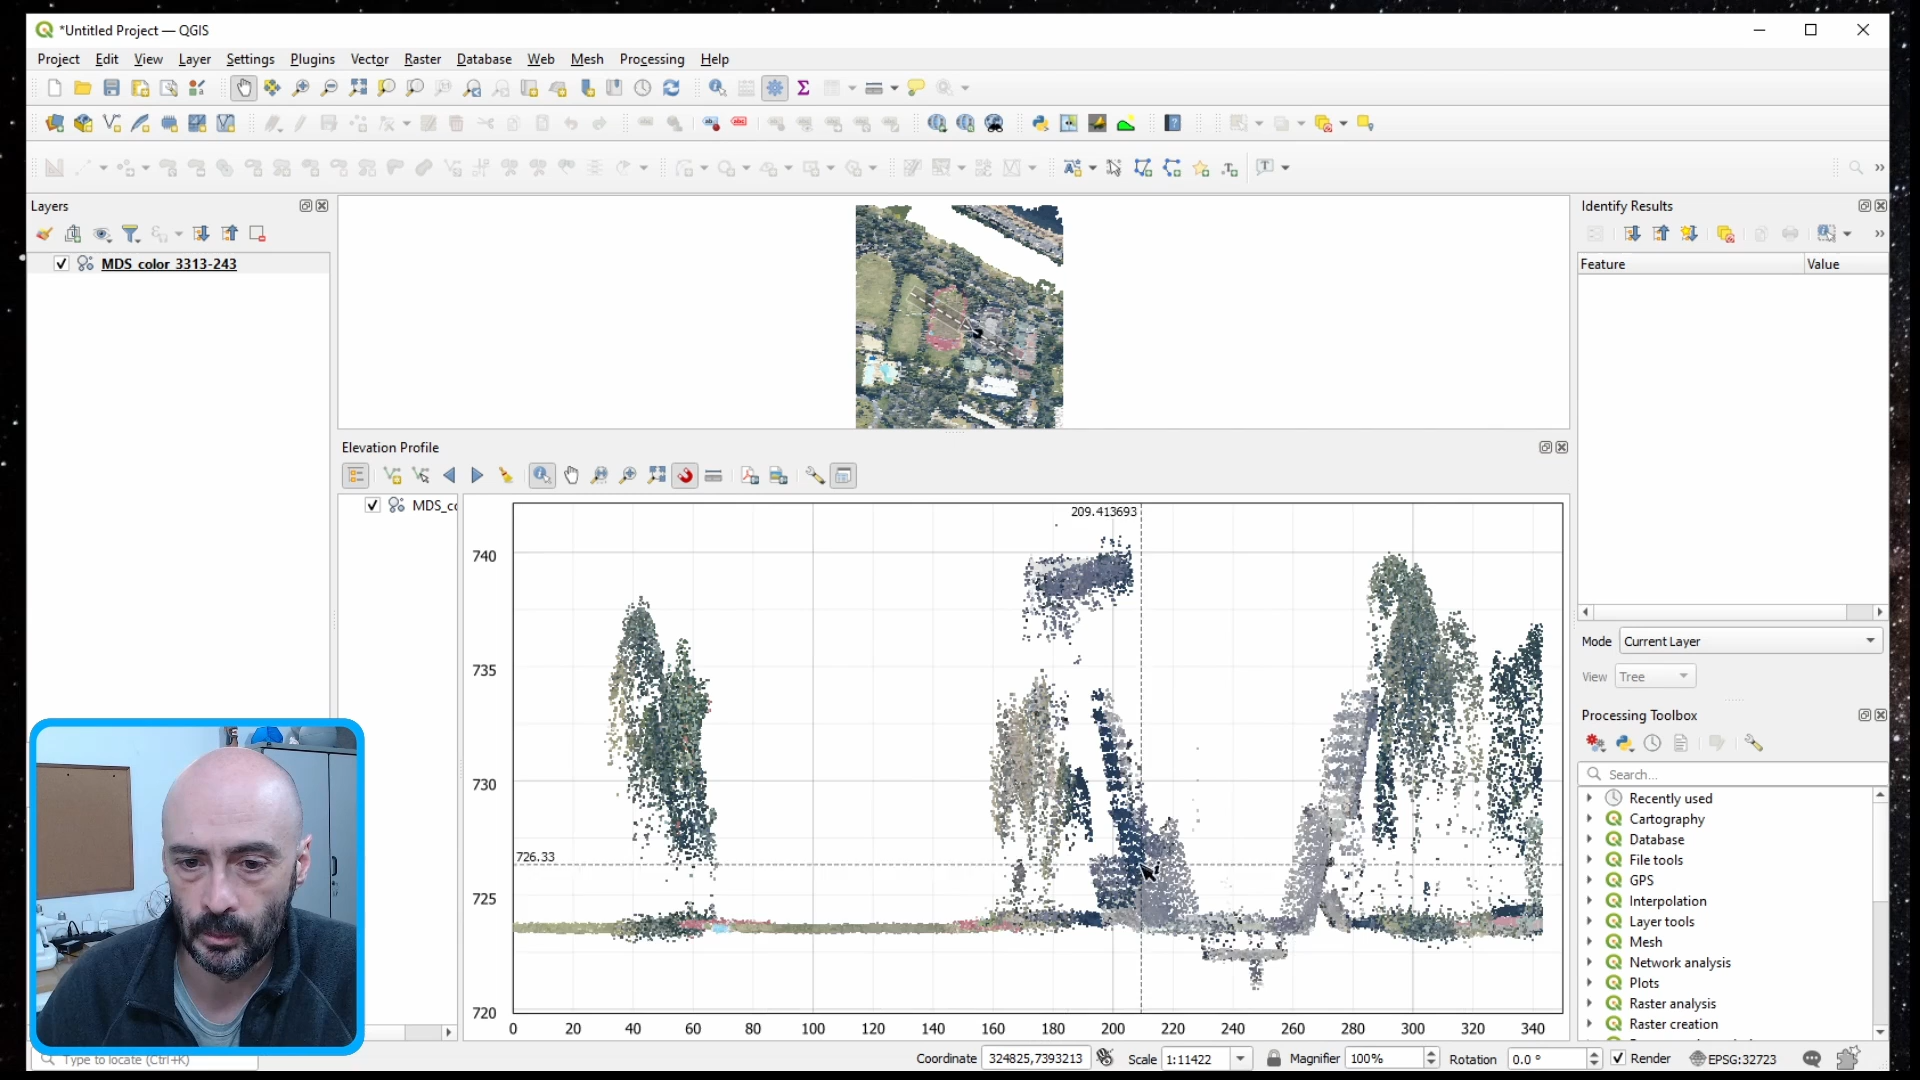 *Untitled Project — QGIS
Project Edit View Layer Settings Plugins Vector Raster Database Web Mesh Processing Help
Layers
MDS_color_3313-243
Elevation Profile
MDS_cc
209.413693
740
735
730
726.33
725
720
0 20 40 60 80 100 120 140 160 180 200 220 240 260 280 300 320 340
Identify Results
Feature Value
Mode Current Layer
View Tree
Processing Toolbox
Search...
Recently used
Cartography
Database
File tools
GPS
Interpolation
Layer tools
Mesh
Network analysis
Plots
Raster analysis
Raster creation
Type to locate (Ctrl+K)
Coordinate 324825,7393213 Scale 1:11422 Magnifier 100% Rotation 0.0 ° Render EPSG:32723